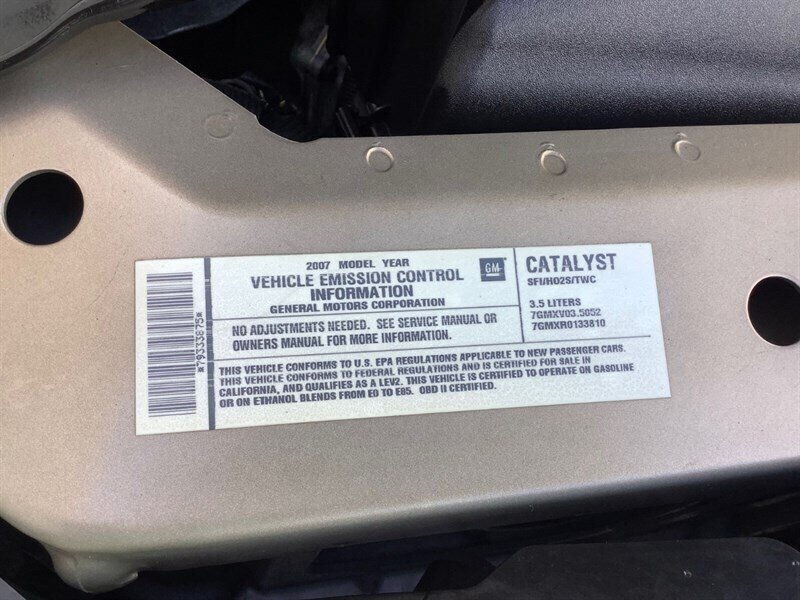 *79333875*
2007 MODEL YEAR
VEHICLE EMISSION CONTROL
INFORMATION
GENERAL MOTORS CORPORATION
GM
NO ADJUSTMENTS NEEDED. SEE SERVICE MANUAL OR
OWNERS MANUAL FOR MORE INFORMATION.
CATALYST
SFI/HO2S/TWC
3.5 LITERS
7GMXV03.5052
7GMXR0133810
THIS VEHICLE CONFORMS TO U.S. EPA REGULATIONS APPLICABLE TO NEW PASSENGER CARS.
THIS VEHICLE CONFORMS TO FEDERAL REGULATIONS AND IS CERTIFIED FOR SALE IN
CALIFORNIA, AND QUALIFIES AS A LEV2. THIS VEHICLE IS CERTIFIED TO OPERATE ON GASOLINE
OR ON ETHANOL BLENDS FROM E0 TO E85. OBD II CERTIFIED.